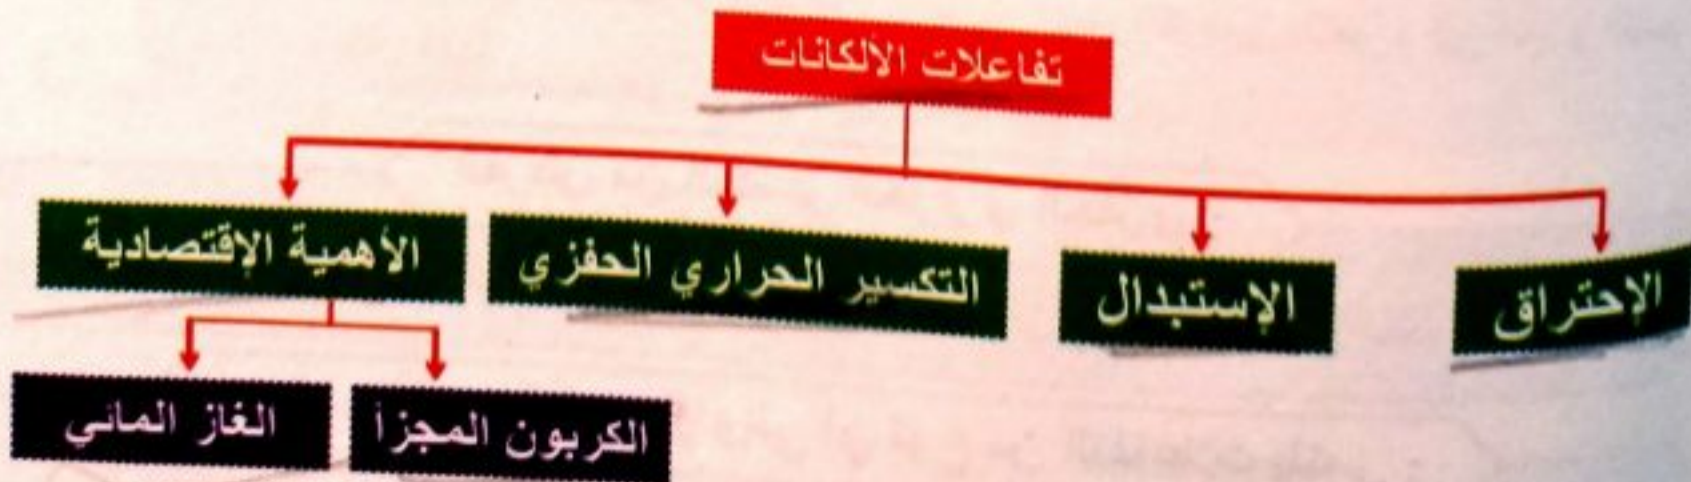 تفاعلات الألكانات
الإحتراق
الإستبدال
التكسير الحراري الحفزي
الأهمية الإقتصادية
الكربون المجزأ
الغاز المائي